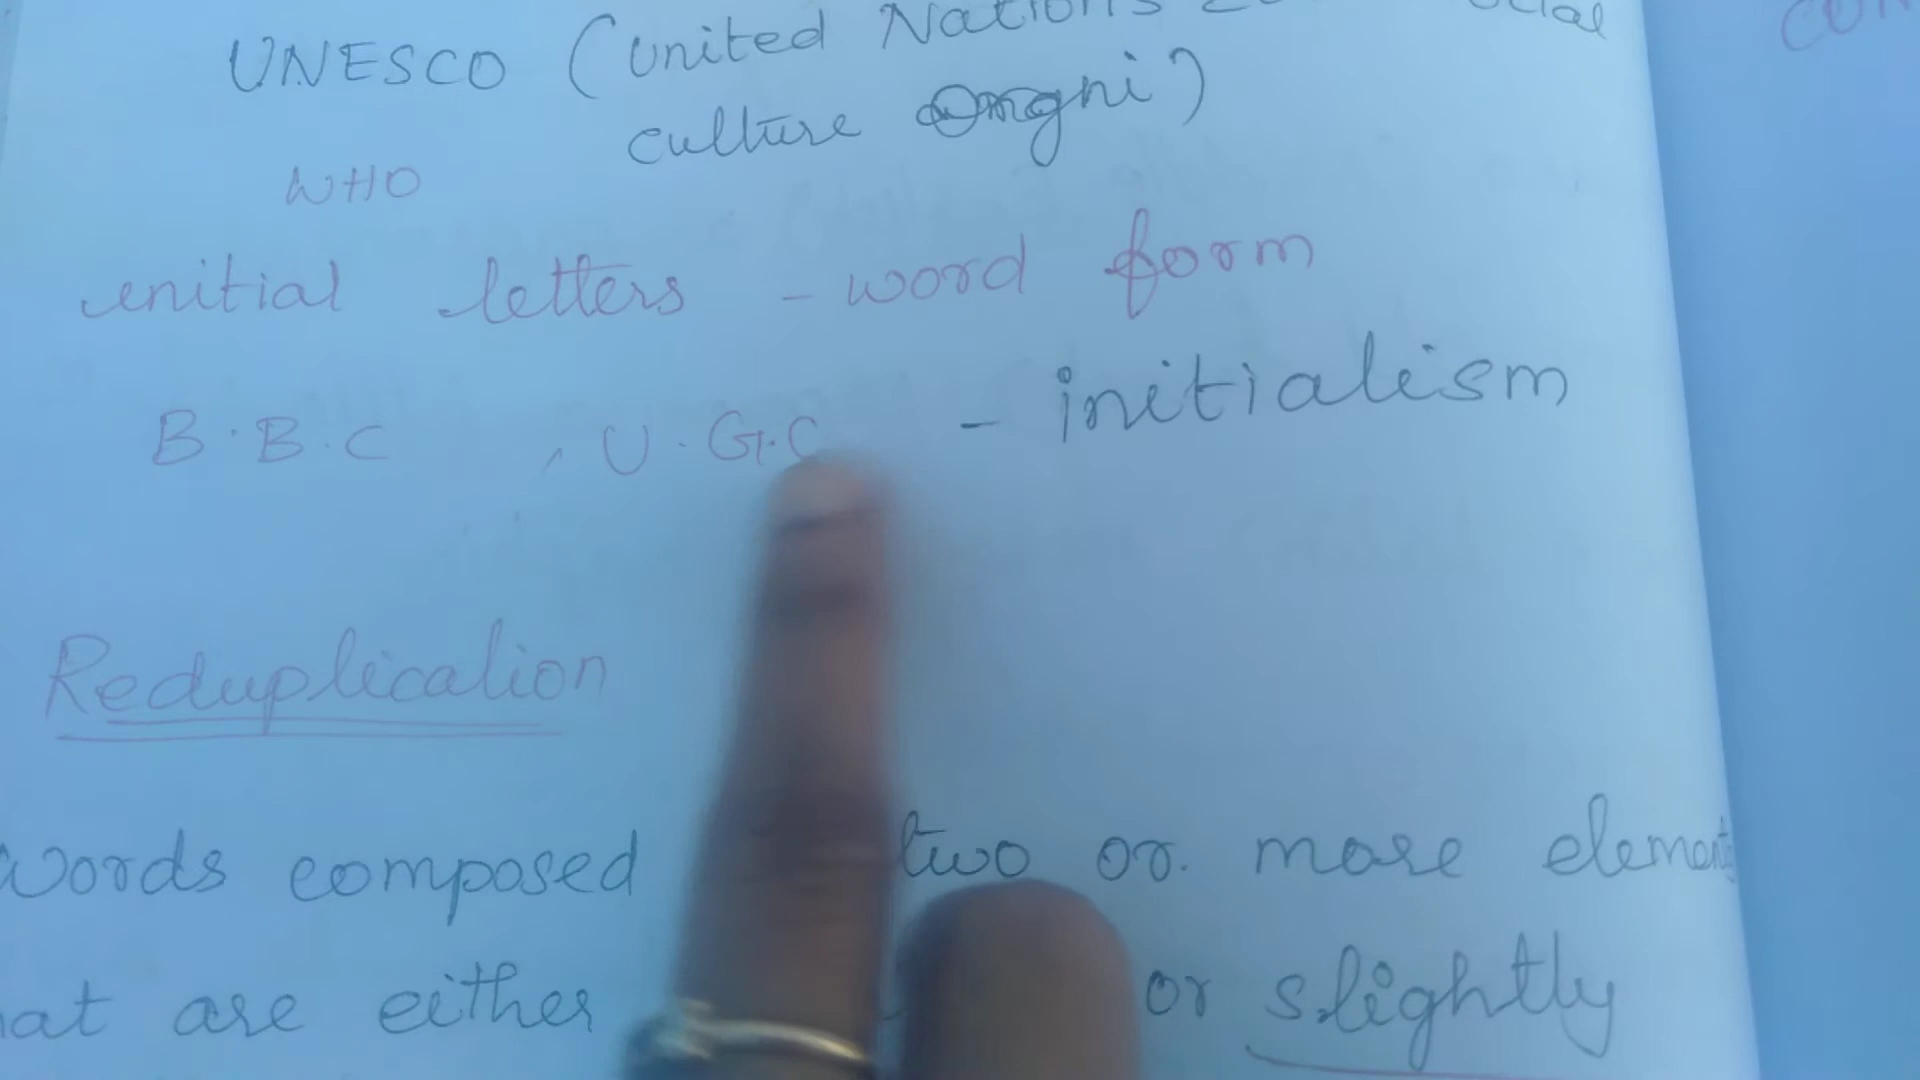 UNESCO (United Nations
culture Orgni)
WHO
initial letters - word form
B.B.C , U.G.C - initialism
Reduplication
words composed two or more element
at are either or slightly